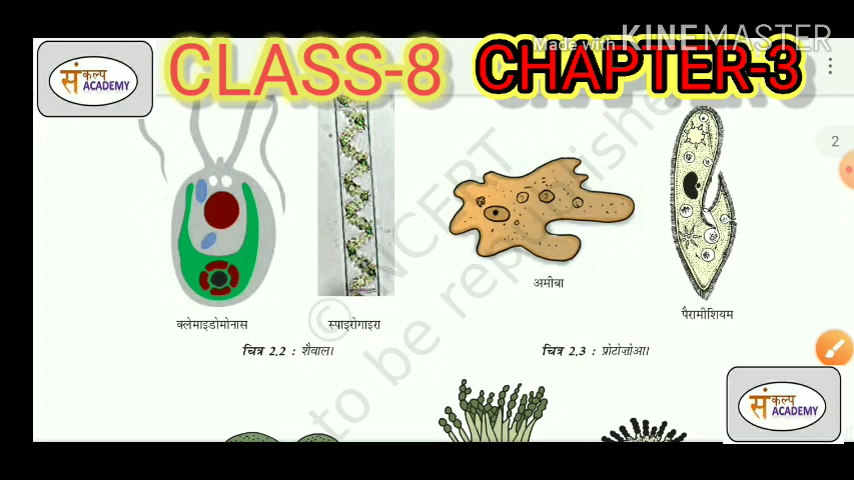 Made with KINEMASTER
CLASS-8 CHAPTER-3
संकल्प
ACADEMY
2
© NCERT
to be republished
अमीबा
पैरामीशियम
क्लेमाइडोमोनास
स्पाइरोगाइरा
चित्र 2.2 : शैवाल।
चित्र 2.3 : प्रोटोज़ोआ।
संकल्प
ACADEMY